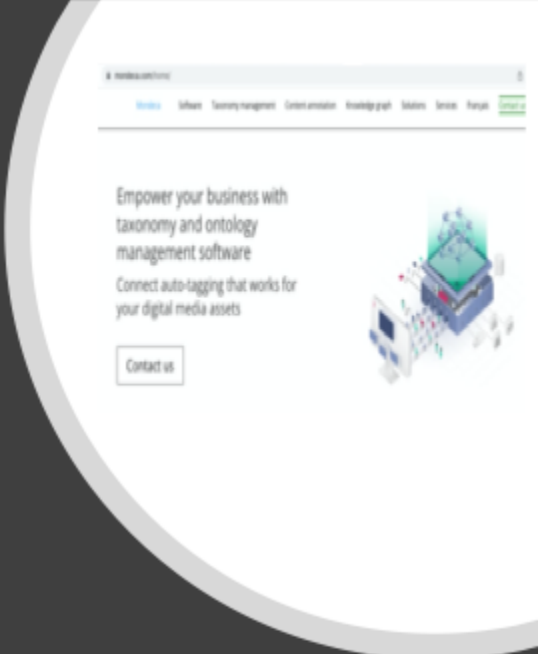 mondeca.com/home/
Mondeca Software Taxonomy management Content annotation Knowledge graph Solutions Services Français Contact us
Empower your business with
taxonomy and ontology
management software
Connect auto-tagging that works for
your digital media assets
Contact us